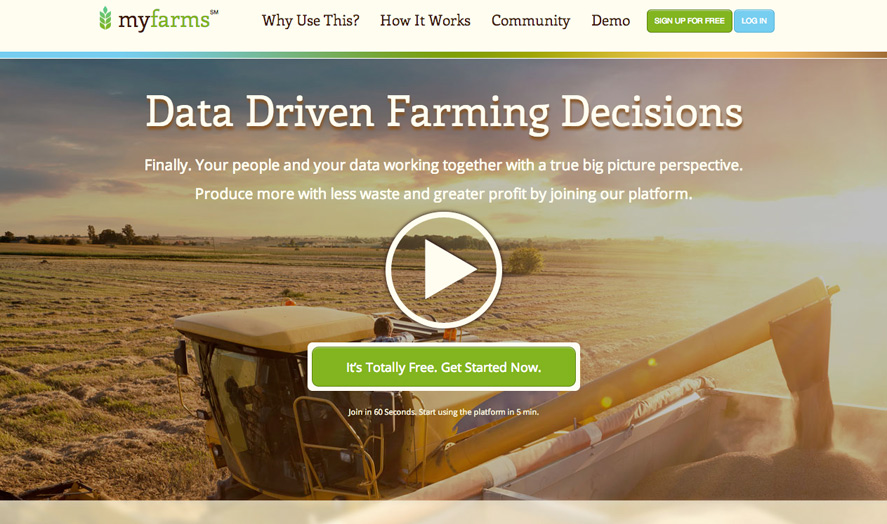 myfarms SM
Why Use This?
How It Works
Community
Demo
SIGN UP FOR FREE
LOG IN
Data Driven Farming Decisions
Finally. Your people and your data working together with a true big picture perspective.
Produce more with less waste and greater profit by joining our platform.
It's Totally Free. Get Started Now.
Join in 60 Seconds. Start using the platform in 5 min.